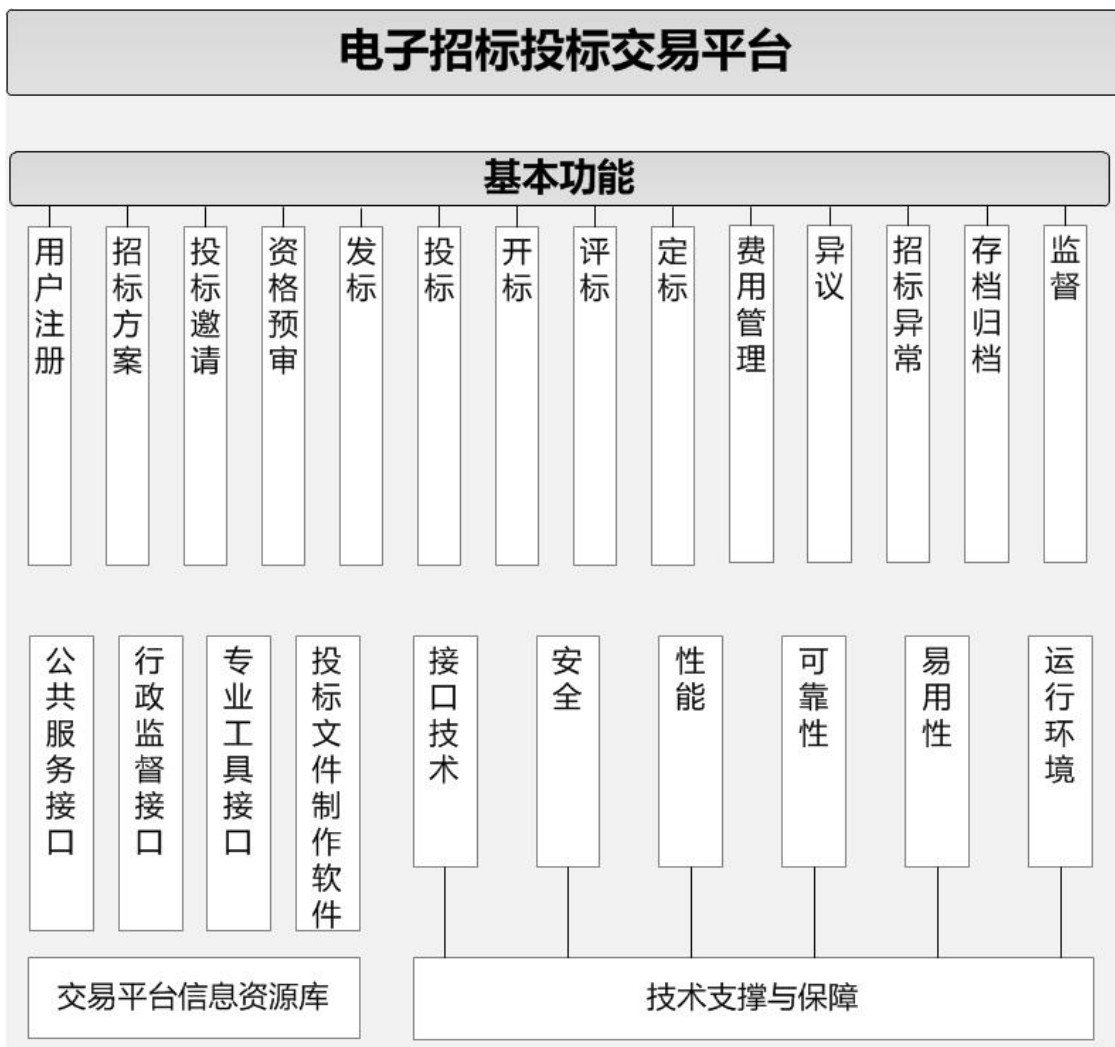 电子招标投标交易平台
基本功能
用户注册
招标方案
投标邀请
资格预审
发标
投标
开标
评标
定标
费用管理
异议
招标异常
存档归档
监督
公共服务接口
行政监督接口
专业工具接口
投标文件制作软件
接口技术
安全
性能
可靠性
易用性
运行环境
交易平台信息资源库
技术支撑与保障